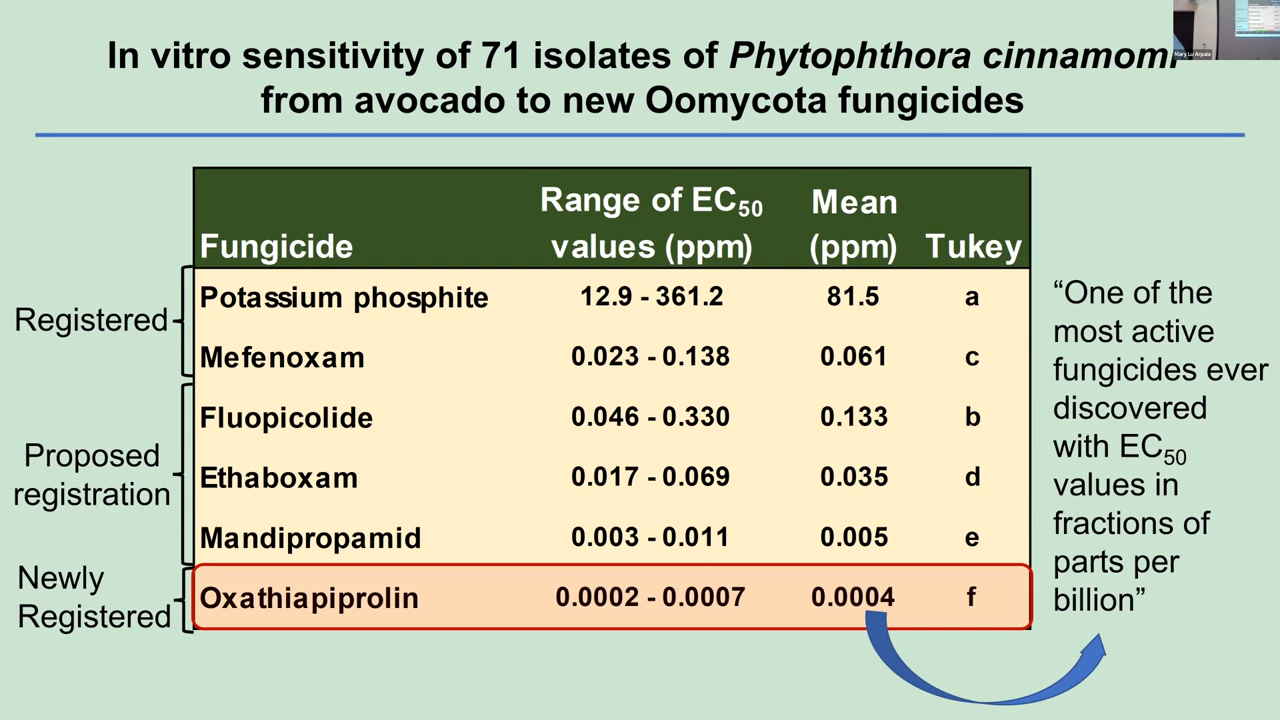 In vitro sensitivity of 71 isolates of Phytophthora cinnamomi
from avocado to new Oomycota fungicides
Fungicide Range of EC50 values (ppm) Mean (ppm) Tukey
Registered
Potassium phosphite 12.9 - 361.2 81.5 a
Mefenoxam 0.023 - 0.138 0.061 c
Proposed
registration
Fluopicolide 0.046 - 0.330 0.133 b
Ethaboxam 0.017 - 0.069 0.035 d
Mandipropamid 0.003 - 0.011 0.005 e
Newly
Registered
Oxathiapiprolin 0.0002 - 0.0007 0.0004 f
“One of the
most active
fungicides ever
discovered
with EC50
values in
fractions of
parts per
billion”
Mary Lu Arpaia